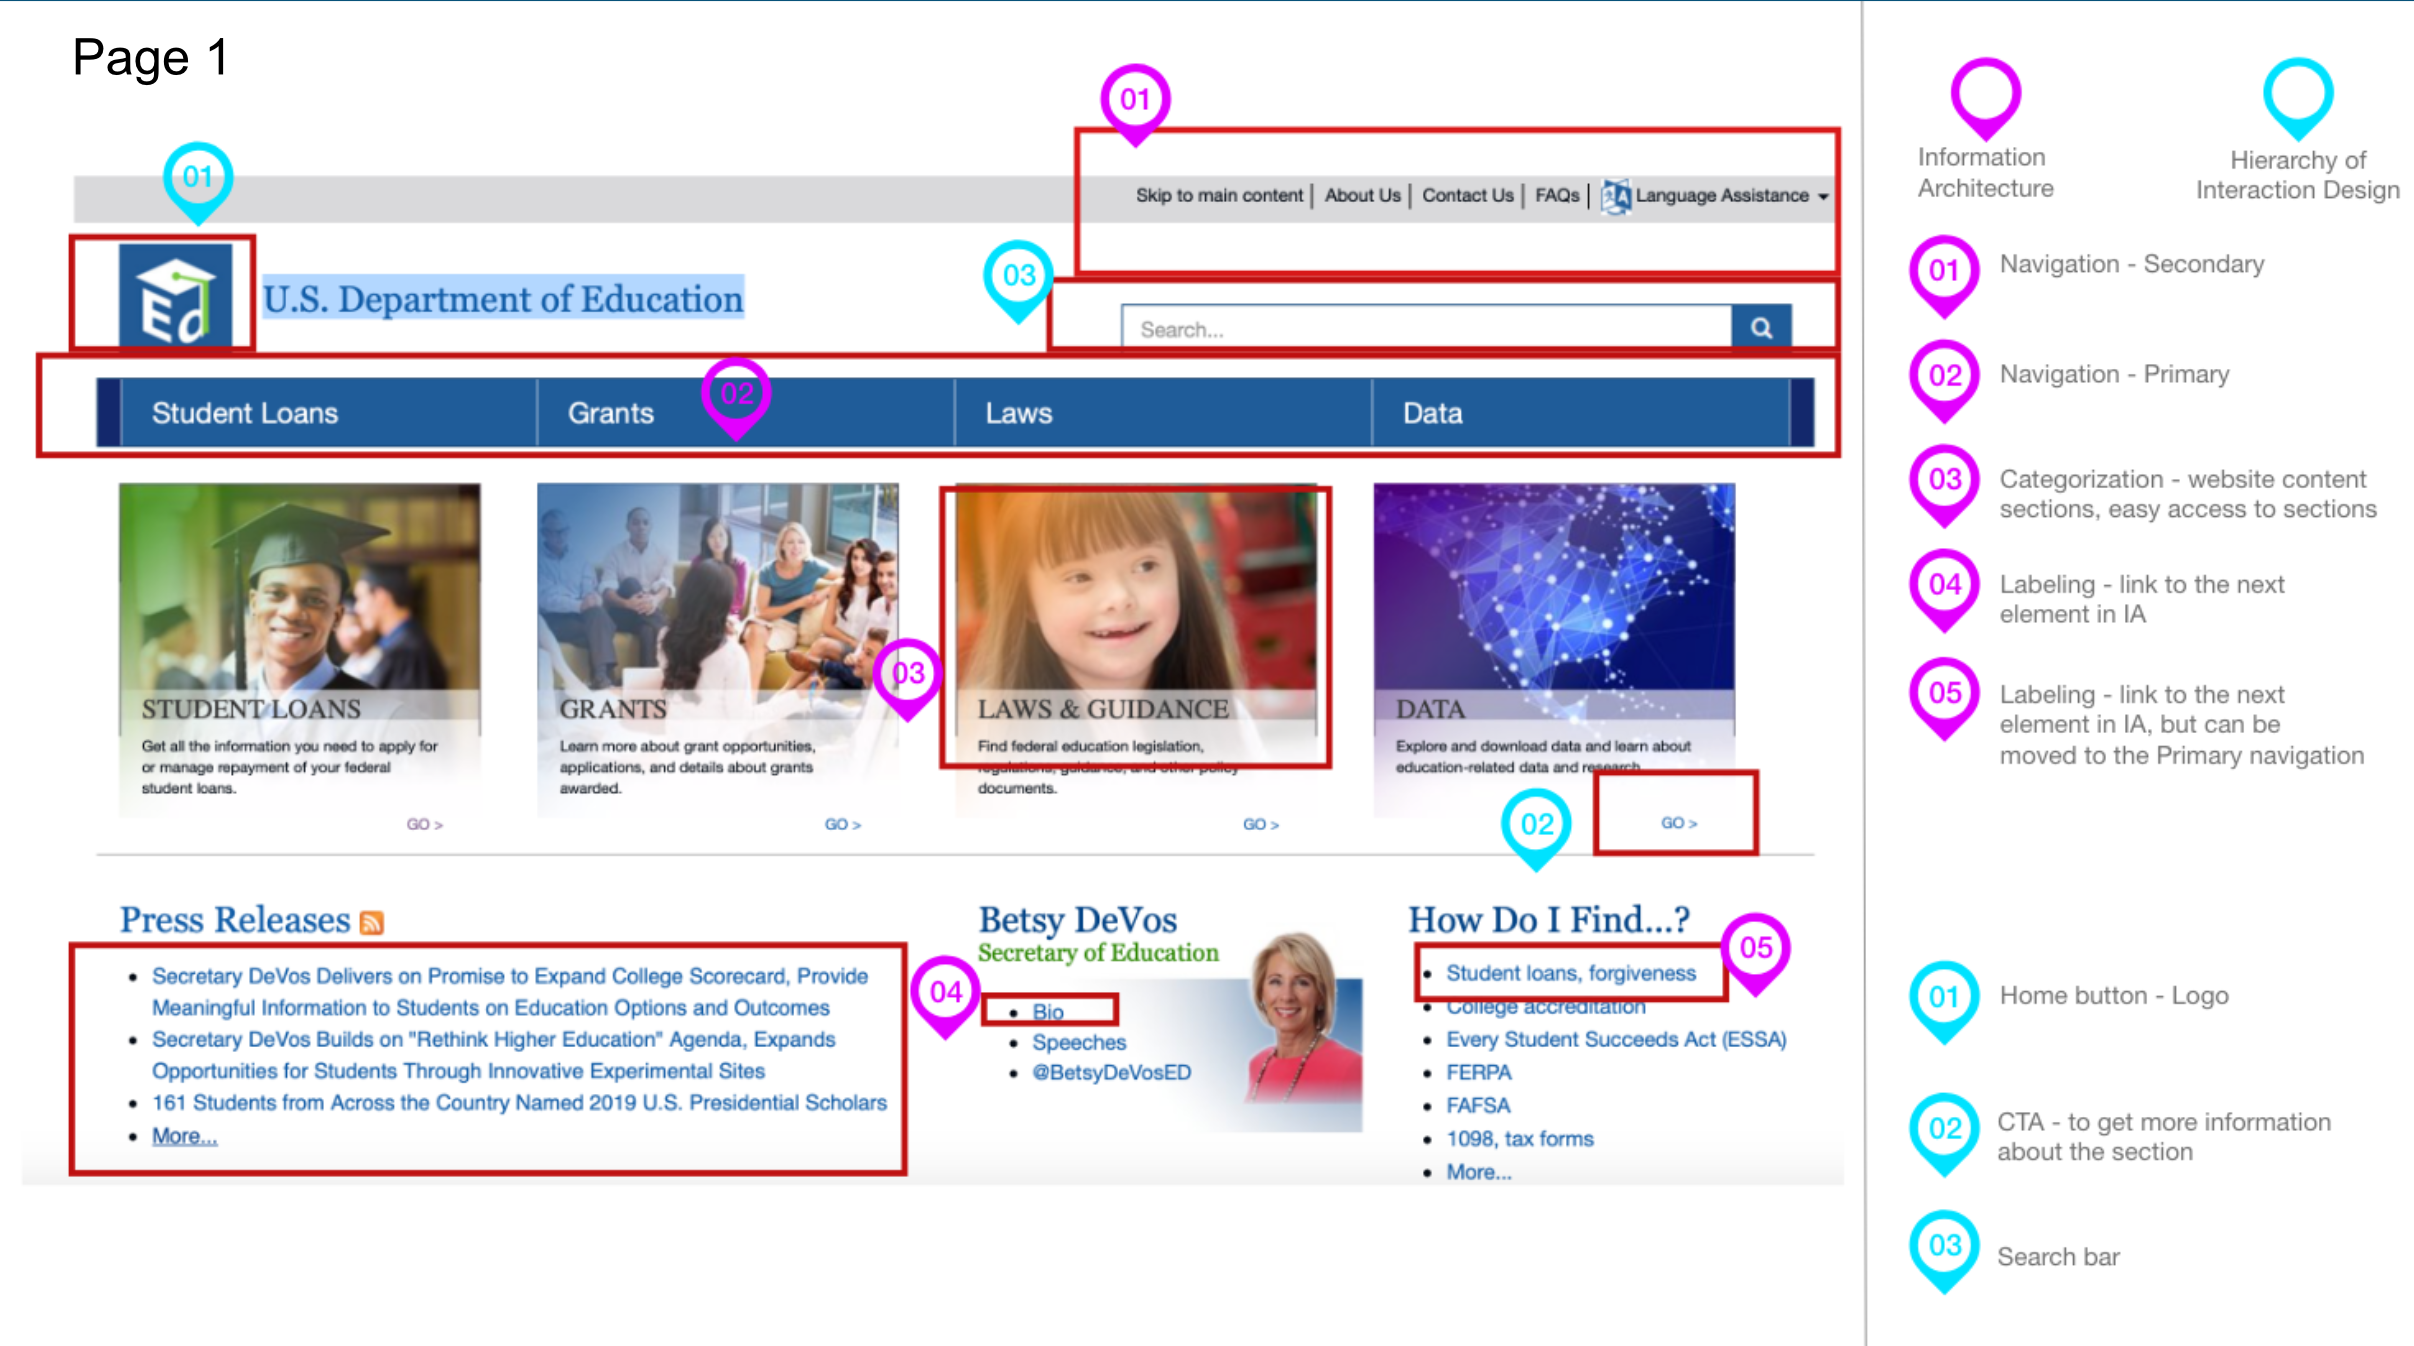 Page 1
01
01
Skip to main content | About Us | Contact Us | FAQs | Language Assistance
Ed
U.S. Department of Education
03
Search...
Student Loans
Grants
02
Laws
Data
STUDENT LOANS
Get all the information you need to apply for
or manage repayment of your federal
student loans.
GO >
GRANTS
Learn more about grant opportunities,
applications, and details about grants
awarded.
GO >
03
LAWS & GUIDANCE
Find federal education legislation,
regulations, guidance, and other policy
documents.
GO >
DATA
Explore and download data and learn about
education-related data and research.
02
GO >
Press Releases
Secretary DeVos Delivers on Promise to Expand College Scorecard, Provide
Meaningful Information to Students on Education Options and Outcomes
Secretary DeVos Builds on "Rethink Higher Education" Agenda, Expands
Opportunities for Students Through Innovative Experimental Sites
161 Students from Across the Country Named 2019 U.S. Presidential Scholars
More...
04
Betsy DeVos
Secretary of Education
Bio
Speeches
@BetsyDeVosED
How Do I Find...?
05
Student loans, forgiveness
College accreditation
Every Student Succeeds Act (ESSA)
FERPA
FAFSA
1098, tax forms
More...
Information
Architecture
Hierarchy of
Interaction Design
01
Navigation - Secondary
02
Navigation - Primary
03
Categorization - website content
sections, easy access to sections
04
Labeling - link to the next
element in IA
05
Labeling - link to the next
element in IA, but can be
moved to the Primary navigation
01
Home button - Logo
02
CTA - to get more information
about the section
03
Search bar